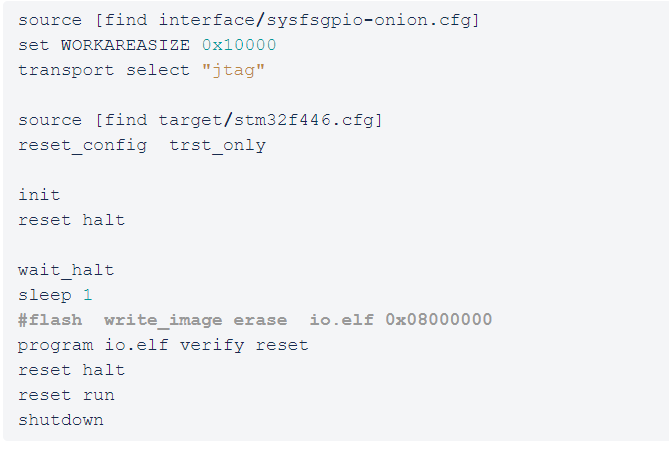 source [find interface/sysfsgpio-onion.cfg]
set WORKAREASIZE 0x10000
transport select "jtag"
source [find target/stm32f446.cfg]
reset_config  trst_only
init
reset halt
wait_halt
sleep 1
#flash  write_image erase  io.elf 0x08000000
program io.elf verify reset
reset halt
reset run
shutdown